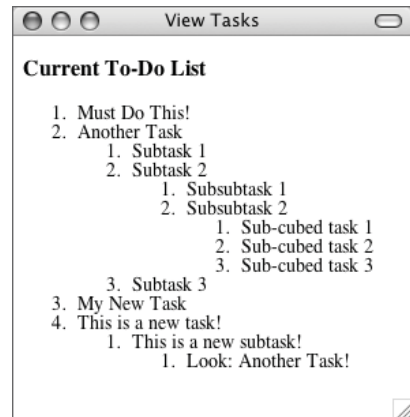 View Tasks
Current To-Do List
1. Must Do This!
2. Another Task
1. Subtask 1
2. Subtask 2
1. Subsubtask 1
2. Subsubtask 2
1. Sub-cubed task 1
2. Sub-cubed task 2
3. Sub-cubed task 3
3. Subtask 3
3. My New Task
4. This is a new task!
1. This is a new subtask!
1. Look: Another Task!